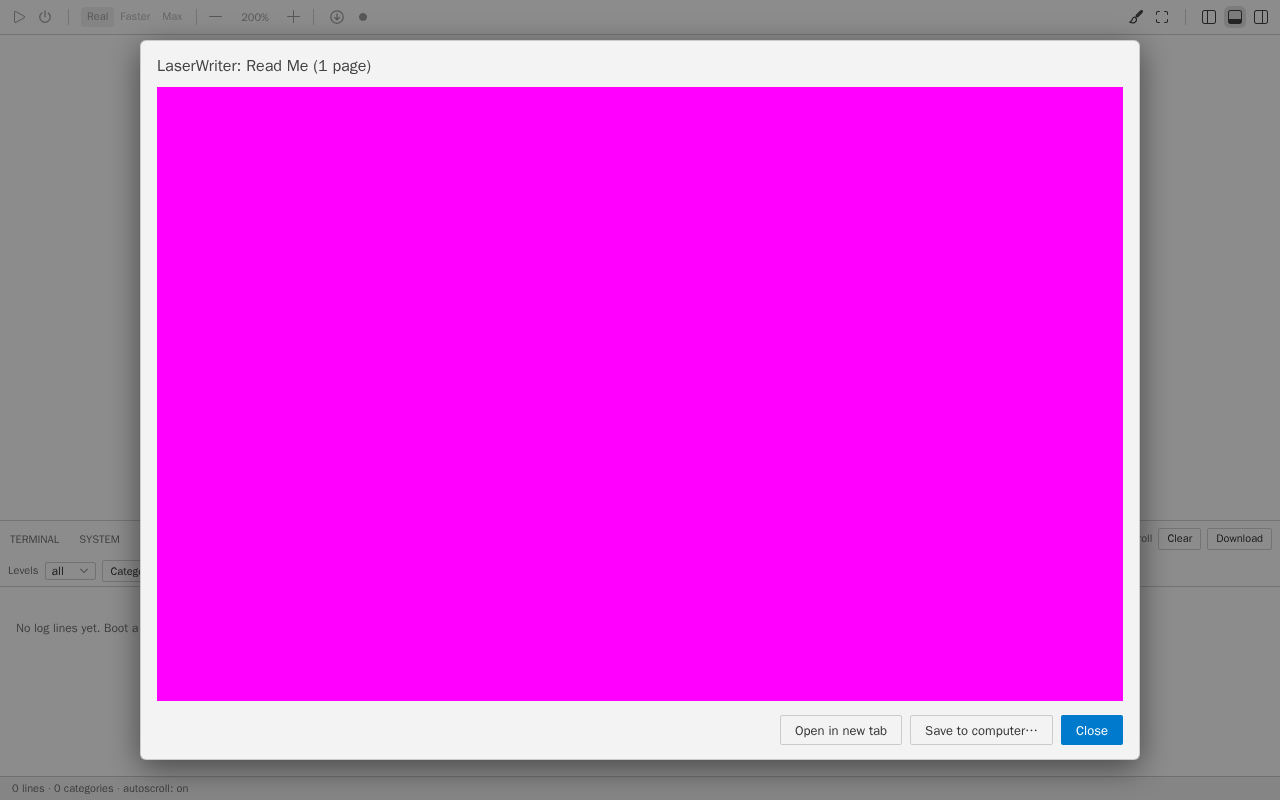 Real Faster Max 200%
LaserWriter: Read Me (1 page)
TERMINAL SYSTEM Clear Download
Levels all
No log lines yet. Boot a
Open in new tab Save to computer··· Close
0 lines · 0 categories · autoscroll: on